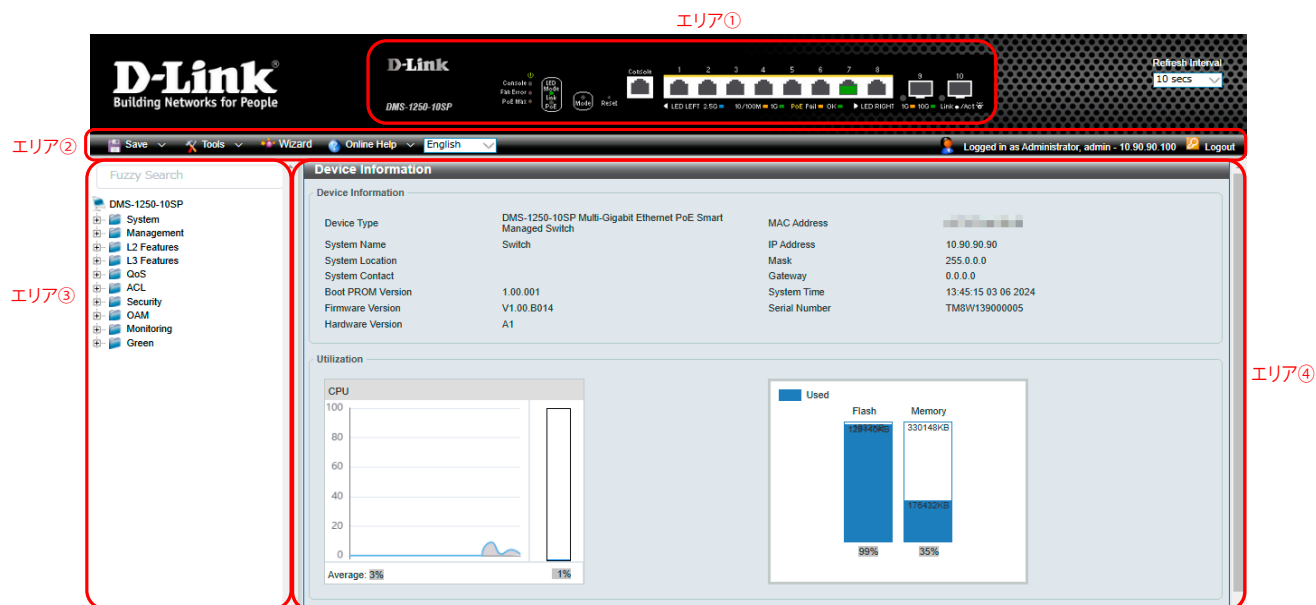 エリア①
D-Link®
Building Networks for People
D-Link
DMS-1250-10SP
Console
Fan Error
PoE Max
LED Mode
Link
PoE
Mode
Reset
Console
1 2 3 4 5 6 7 8 9 10
LED LEFT 2.5G 10/100M 1G PoE Fail OK LED RIGHT 1G 10G Link /Act
Refresh Interval
10 secs
エリア②
Save Tools Wizard Online Help English
Logged in as Administrator, admin - 10.90.90.100 Logout
エリア③
Fuzzy Search
DMS-1250-10SP
System
Management
L2 Features
L3 Features
QoS
ACL
Security
OAM
Monitoring
Green
エリア④
Device Information
Device Information
Device Type DMS-1250-10SP Multi-Gigabit Ethernet PoE Smart Managed Switch MAC Address
System Name Switch IP Address 10.90.90.90
System Location Mask 255.0.0.0
System Contact Gateway 0.0.0.0
Boot PROM Version 1.00.001 System Time 13:45:15 03 06 2024
Firmware Version V1.00.B014 Serial Number TM8W139000005
Hardware Version A1
Utilization
CPU
100
80
60
40
20
0
Average: 3% 1%
Used
Flash Memory
330148KB
176432KB
99% 35%